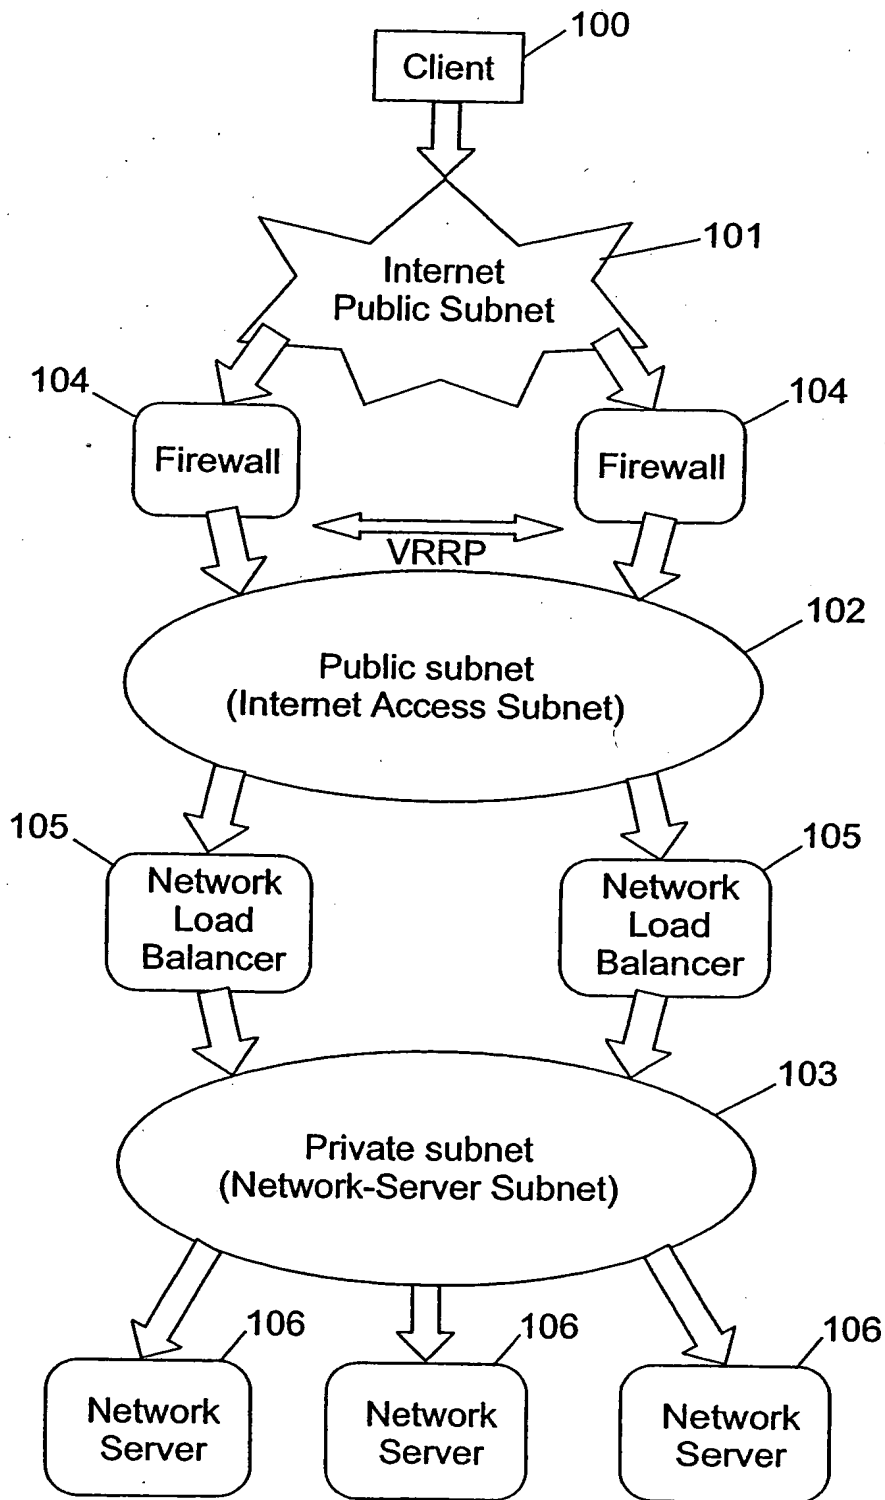 100
Client
101
Internet
Public Subnet
104
104
Firewall
Firewall
VRRP
102
Public subnet
(Internet Access Subnet)
105
105
Network
Load
Balancer
Network
Load
Balancer
103
Private subnet
(Network-Server Subnet)
106
106
106
Network
Server
Network
Server
Network
Server